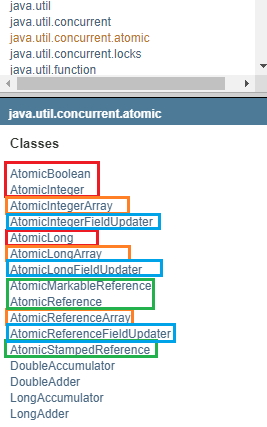 java.util
java.util.concurrent
java.util.concurrent.atomic
java.util.concurrent.locks
java.util.function
java.util.concurrent.atomic
Classes
AtomicBoolean
AtomicInteger
AtomicIntegerArray
AtomicIntegerFieldUpdater
AtomicLong
AtomicLongArray
AtomicLongFieldUpdater
AtomicMarkableReference
AtomicReference
AtomicReferenceArray
AtomicReferenceFieldUpdater
AtomicStampedReference
DoubleAccumulator
DoubleAdder
LongAccumulator
LongAdder